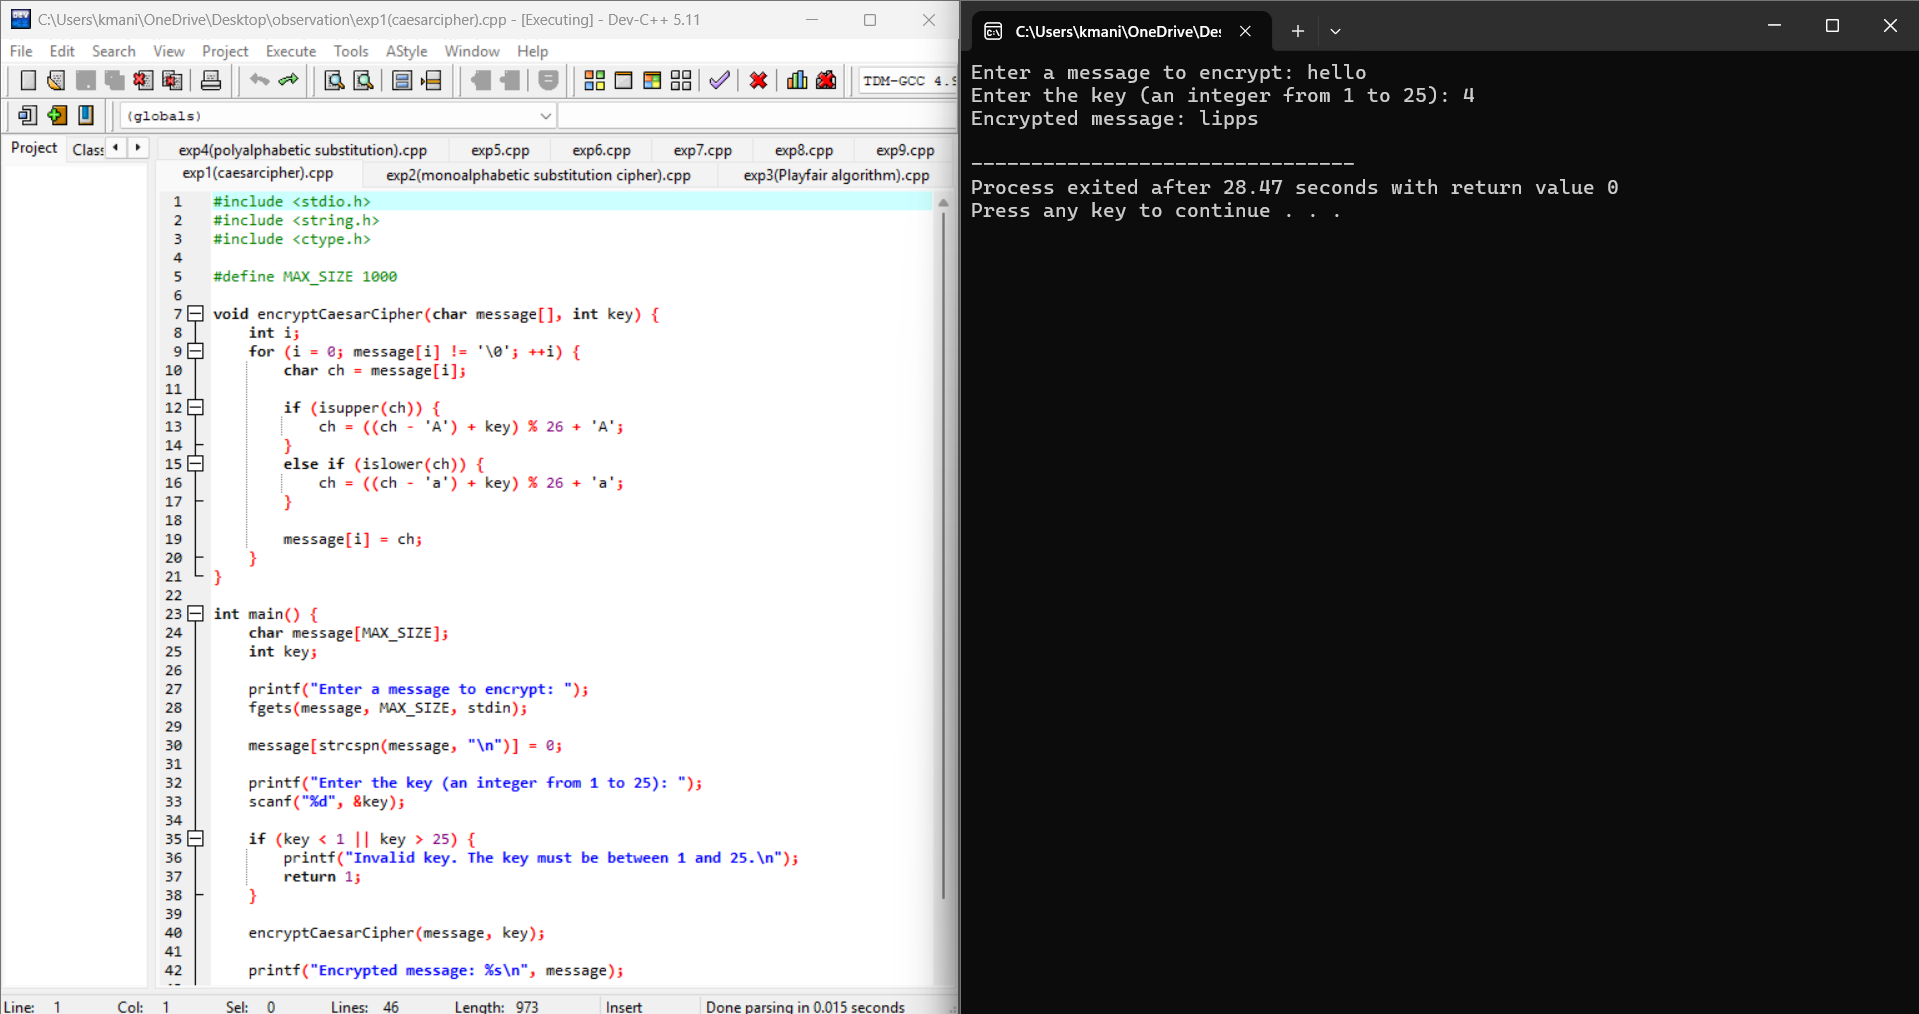 C:\Users\kmani\OneDrive\Desktop\observation\exp1(caesarcipher).cpp - [Executing] - Dev-C++ 5.11
File Edit Search View Project Execute Tools AStyle Window Help
TDM-GCC 4.9
(globals)
Project Class
exp4(polyalphabetic substitution).cpp exp5.cpp exp6.cpp exp7.cpp exp8.cpp exp9.cpp
exp1(caesarcipher).cpp exp2(monoalphabetic substitution cipher).cpp exp3(Playfair algorithm).cpp
1 #include <stdio.h>
2 #include <string.h>
3 #include <ctype.h>
4
5 #define MAX_SIZE 1000
6
7 void encryptCaesarCipher(char message[], int key) {
8 int i;
9 for (i = 0; message[i] != '\0'; ++i) {
10 char ch = message[i];
11
12 if (isupper(ch)) {
13 ch = ((ch - 'A') + key) % 26 + 'A';
14 }
15 else if (islower(ch)) {
16 ch = ((ch - 'a') + key) % 26 + 'a';
17 }
18
19 message[i] = ch;
20 }
21 }
22
23 int main() {
24 char message[MAX_SIZE];
25 int key;
26
27 printf("Enter a message to encrypt: ");
28 fgets(message, MAX_SIZE, stdin);
29
30 message[strcspn(message, "\n")] = 0;
31
32 printf("Enter the key (an integer from 1 to 25): ");
33 scanf("%d", &key);
34
35 if (key < 1 || key > 25) {
36 printf("Invalid key. The key must be between 1 and 25.\n");
37 return 1;
38 }
39
40 encryptCaesarCipher(message, key);
41
42 printf("Encrypted message: %s\n", message);
Line: 1 Col: 1 Sel: 0 Lines: 46 Length: 973 Insert Done parsing in 0.015 seconds
C:\Users\kmani\OneDrive\De
Enter a message to encrypt: hello
Enter the key (an integer from 1 to 25): 4
Encrypted message: lipps
--------------------------------
Process exited after 28.47 seconds with return value 0
Press any key to continue . . .